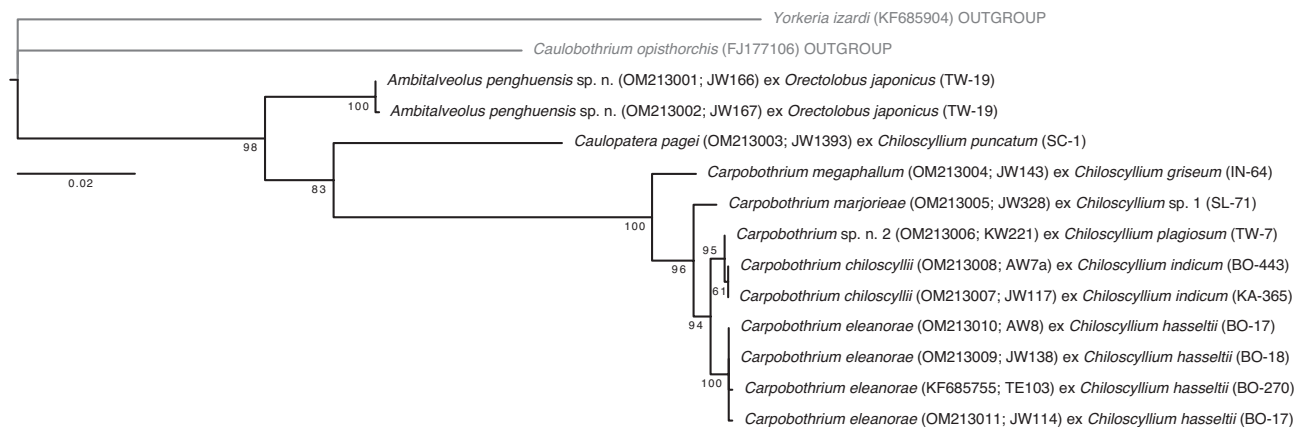 Yorkeria izardi (KF685904) OUTGROUP
Caulobothrium opisthorchis (FJ177106) OUTGROUP
Ambitalveolus penghuensis sp. n. (OM213001; JW166) ex Orectolobus japonicus (TW-19)
100
Ambitalveolus penghuensis sp. n. (OM213002; JW167) ex Orectolobus japonicus (TW-19)
98
Caulopatera pagei (OM213003; JW1393) ex Chiloscyllium puncatum (SC-1)
0.02
83
Carpobothrium megaphallum (OM213004; JW143) ex Chiloscyllium griseum (IN-64)
Carpobothrium marjorieae (OM213005; JW328) ex Chiloscyllium sp. 1 (SL-71)
100
Carpobothrium sp. n. 2 (OM213006; KW221) ex Chiloscyllium plagiosum (TW-7)
95
96
Carpobothrium chiloscyllii (OM213008; AW7a) ex Chiloscyllium indicum (BO-443)
61
Carpobothrium chiloscyllii (OM213007; JW117) ex Chiloscyllium indicum (KA-365)
94
Carpobothrium eleanorae (OM213010; AW8) ex Chiloscyllium hasseltii (BO-17)
Carpobothrium eleanorae (OM213009; JW138) ex Chiloscyllium hasseltii (BO-18)
100
Carpobothrium eleanorae (KF685755; TE103) ex Chiloscyllium hasseltii (BO-270)
Carpobothrium eleanorae (OM213011; JW114) ex Chiloscyllium hasseltii (BO-17)